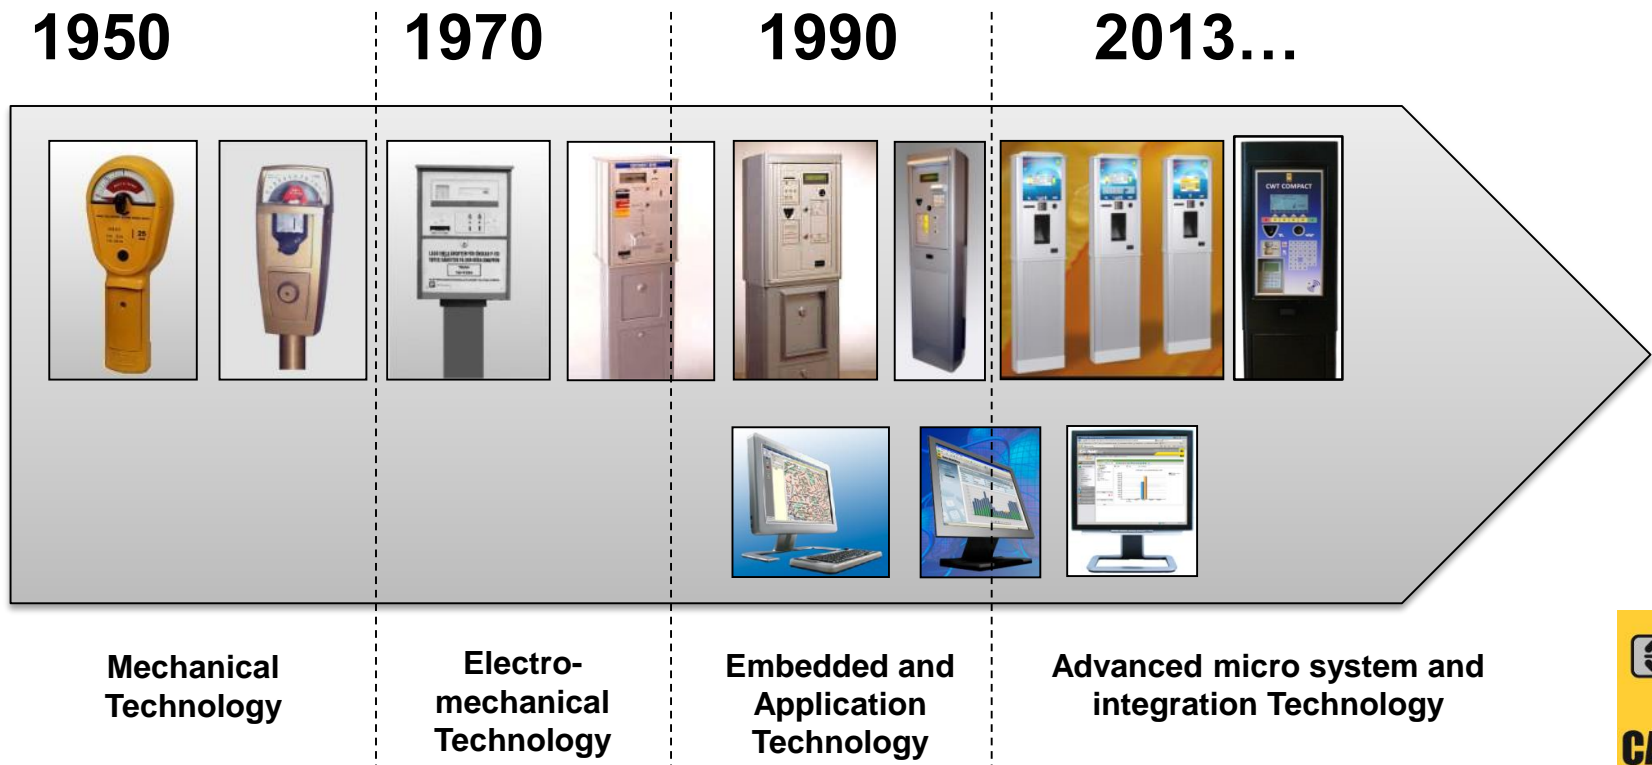 1950
1970
1990
2013...
CWT COMPACT
25
Mechanical
Technology
Electro-
mechanical
Technology
Embedded and
Application
Technology
Advanced micro system and
integration Technology